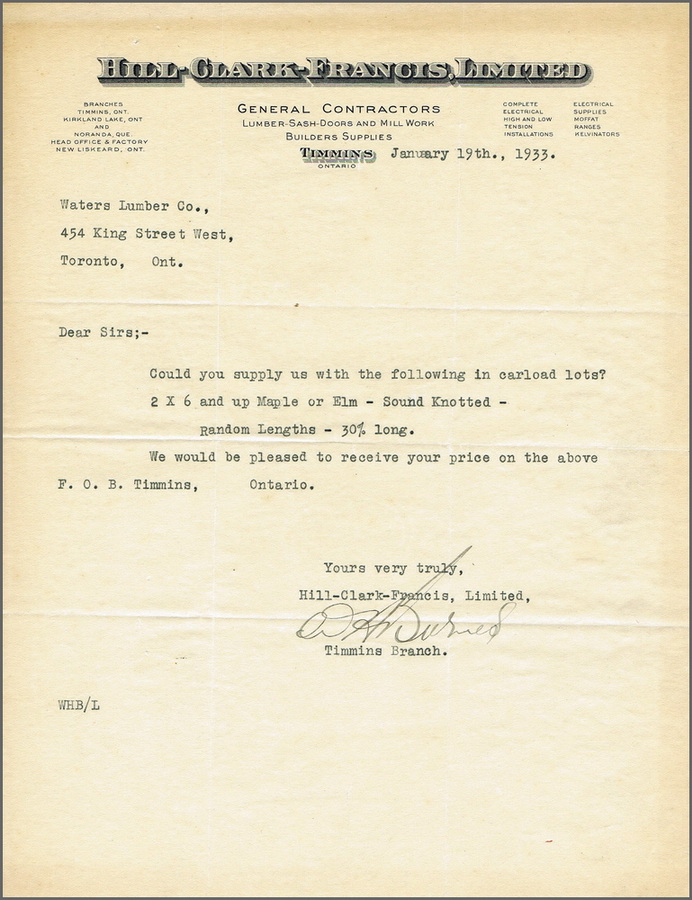 HILL-CLARK-FRANCIS, LIMITED
BRANCHES
TIMMINS, ONT.
KIRKLAND LAKE, ONT
AND
NORANDA, QUE.
HEAD OFFICE & FACTORY
NEW LISKEARD, ONT.
GENERAL CONTRACTORS
LUMBER-SASH-DOORS AND MILL WORK
BUILDERS SUPPLIES
COMPLETE
ELECTRICAL
HIGH AND LOW
TENSION
INSTALLATIONS
ELECTRICAL
SUPPLIES
MOFFAT
RANGES
KELVINATORS
TIMMINS January 19th., 1933.
ONTARIO
Waters Lumber Co.,
454 King Street West,
Toronto, Ont.
Dear Sirs;-
Could you supply us with the following in carload lots?
2 X 6 and up Maple or Elm - Sound Knotted -
Random Lengths - 30% long.
We would be pleased to receive your price on the above
F. O. B. Timmins, Ontario.
Yours very truly,
Hill-Clark-Francis, Limited,
Timmins Branch.
WHB/L